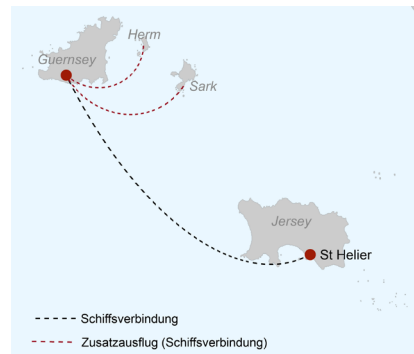 Herm
Guernsey
Sark
Jersey
St Helier
Schiffsverbindung
Zusatzausflug (Schiffsverbindung)